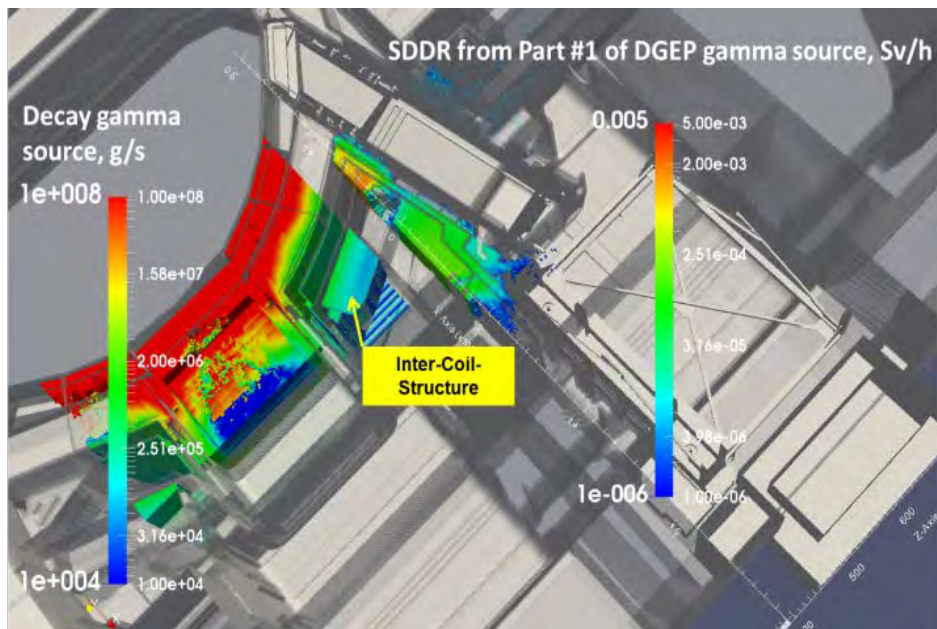 SDDR from Part #1 of DGEP gamma source, Sv/h
Decay gamma
source, g/s
1e+008
1.00e+08
1.58e+07
2.00e+06
2.51e+05
3.16e+04
1e+004
1.00e+04
Inter-Coil-
Structure
0.005
5.00e-03
2.00e-03
2.51e-04
3.16e-05
3.98e-06
1e-006
1.00e-06
600
500
Z-Axis